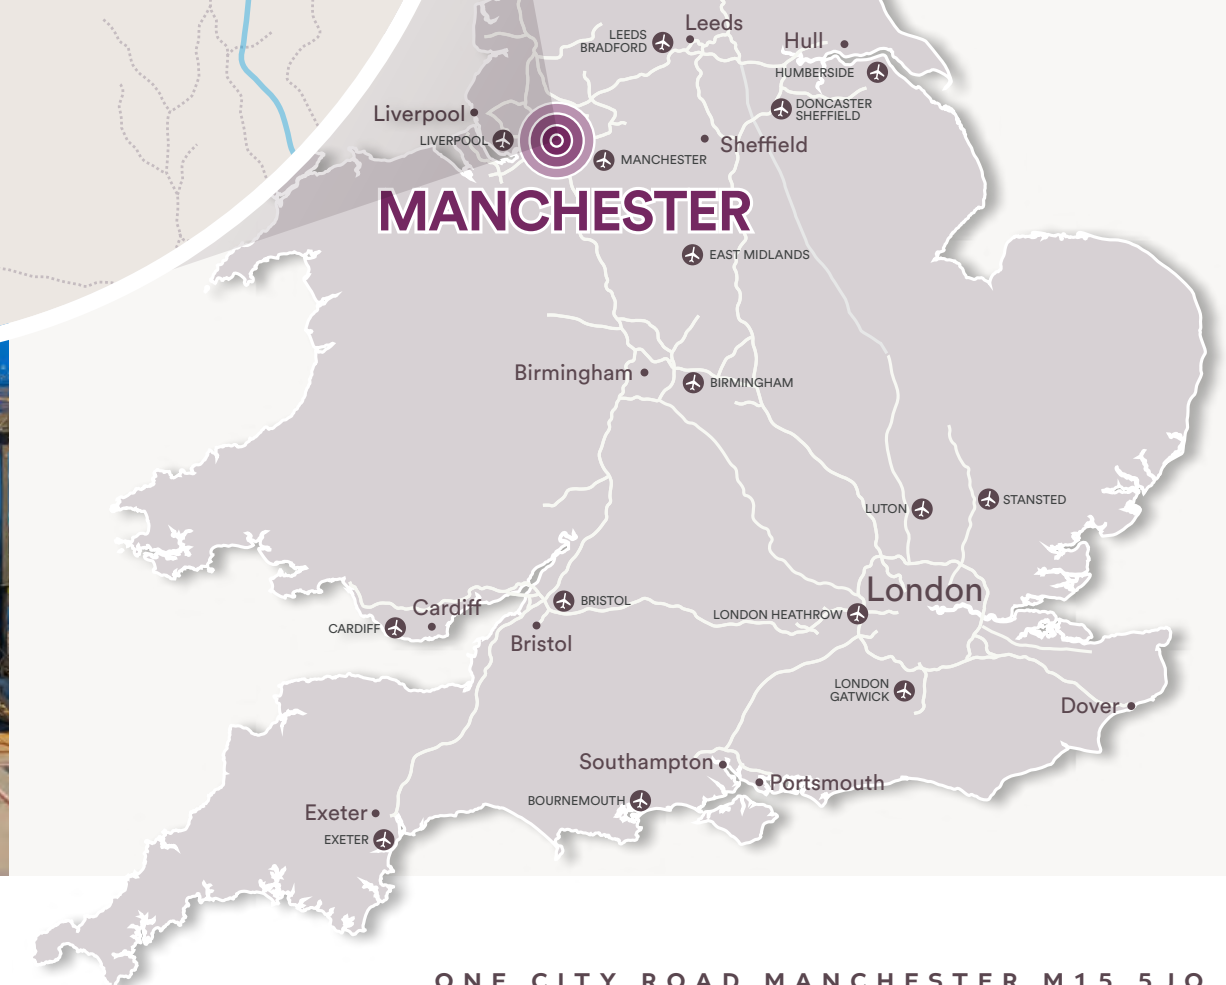 Leeds
LEEDS
BRADFORD
Hull
HUMBERSIDE
DONCASTER
SHEFFIELD
Liverpool
LIVERPOOL
Sheffield
MANCHESTER
MANCHESTER
EAST MIDLANDS
Birmingham
BIRMINGHAM
STANSTED
LUTON
London
BRISTOL
Cardiff
LONDON HEATHROW
CARDIFF
Bristol
LONDON
GATWICK
Dover
Southampton
Portsmouth
BOURNEMOUTH
Exeter
EXETER
ONE CITY ROAD MANCHESTER M15 5JQ